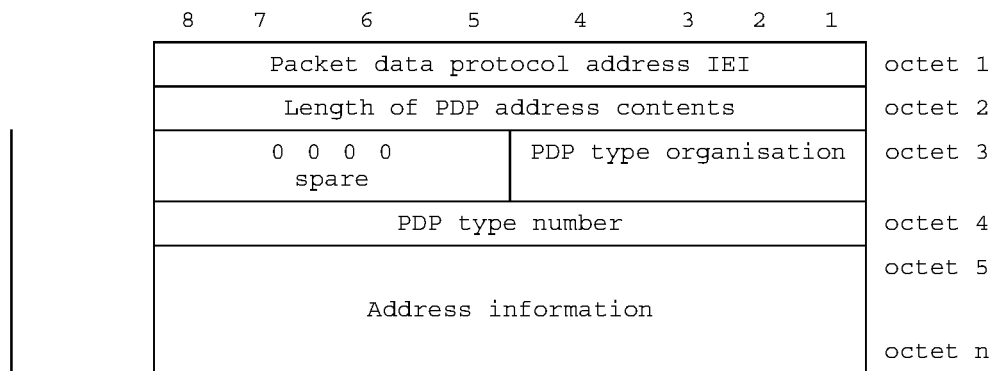 8 7 6 5 4 3 2 1
Packet data protocol address IEI octet 1
Length of PDP address contents octet 2
0 0 0 0 PDP type organisation octet 3
spare
PDP type number octet 4
octet 5
Address information
octet n